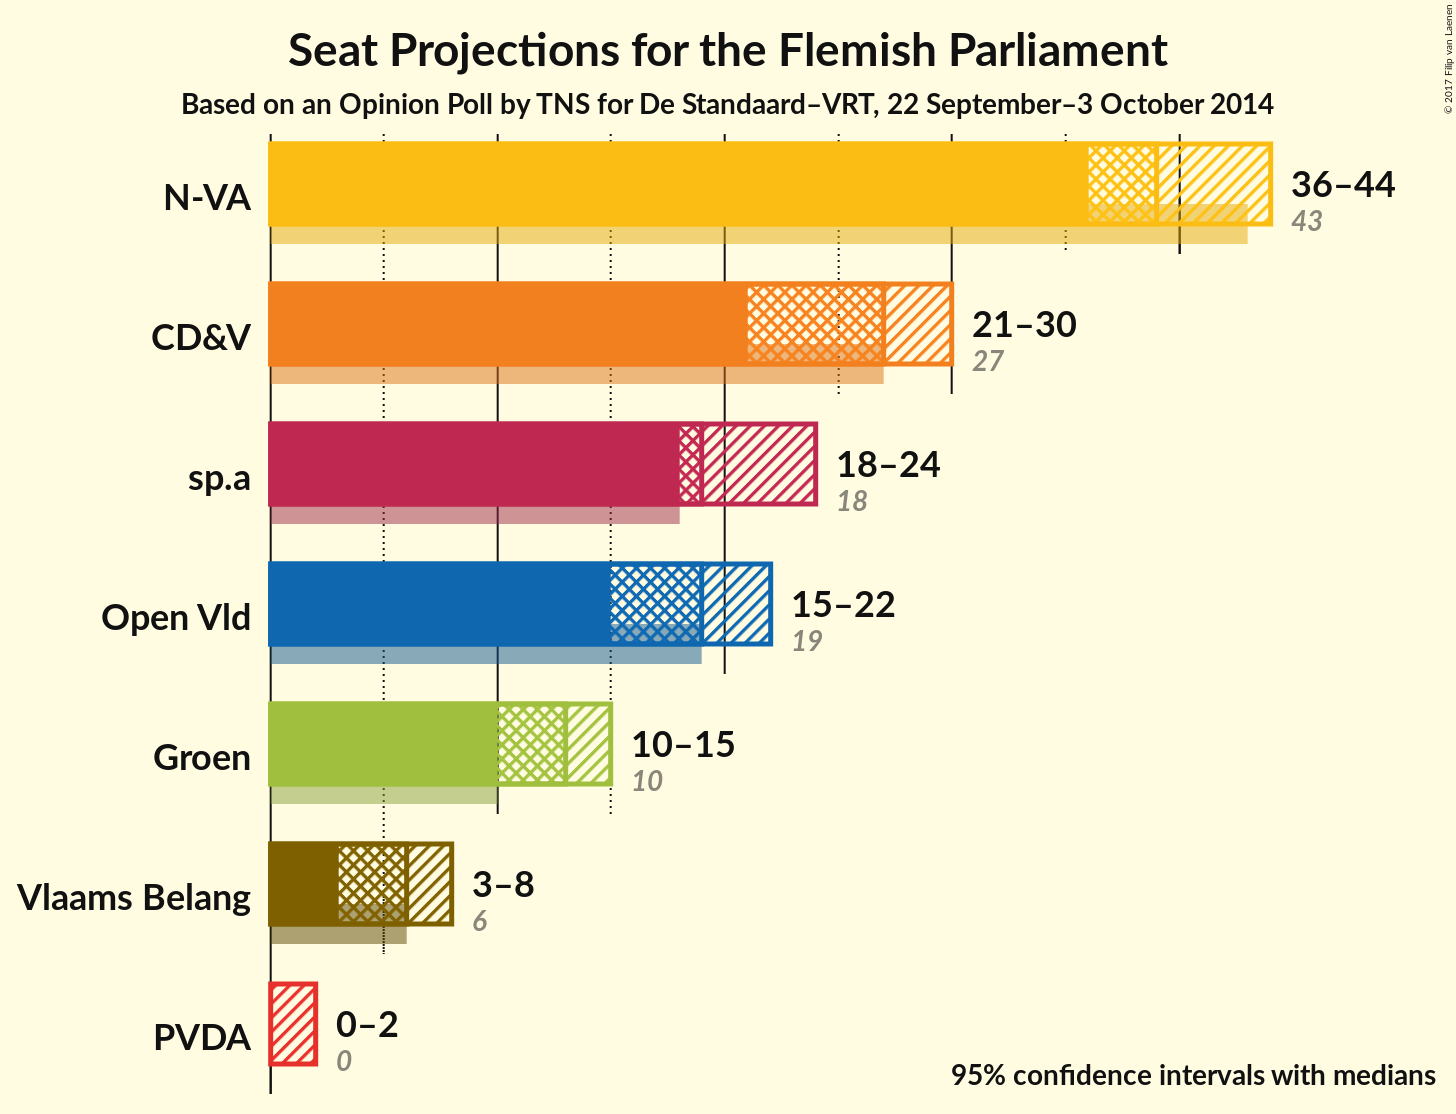 Seat Projections for the Flemish Parliament
Based on an Opinion Poll by TNS for De Standaard–VRT, 22 September–3 October 2014
© 2017 Filip van Laenen
N-VA
36–44
43
CD&V
21–30
27
sp.a
18–24
18
Open Vld
15–22
19
Groen
10–15
10
Vlaams Belang
3–8
6
PVDA
0–2
0
95% confidence intervals with medians